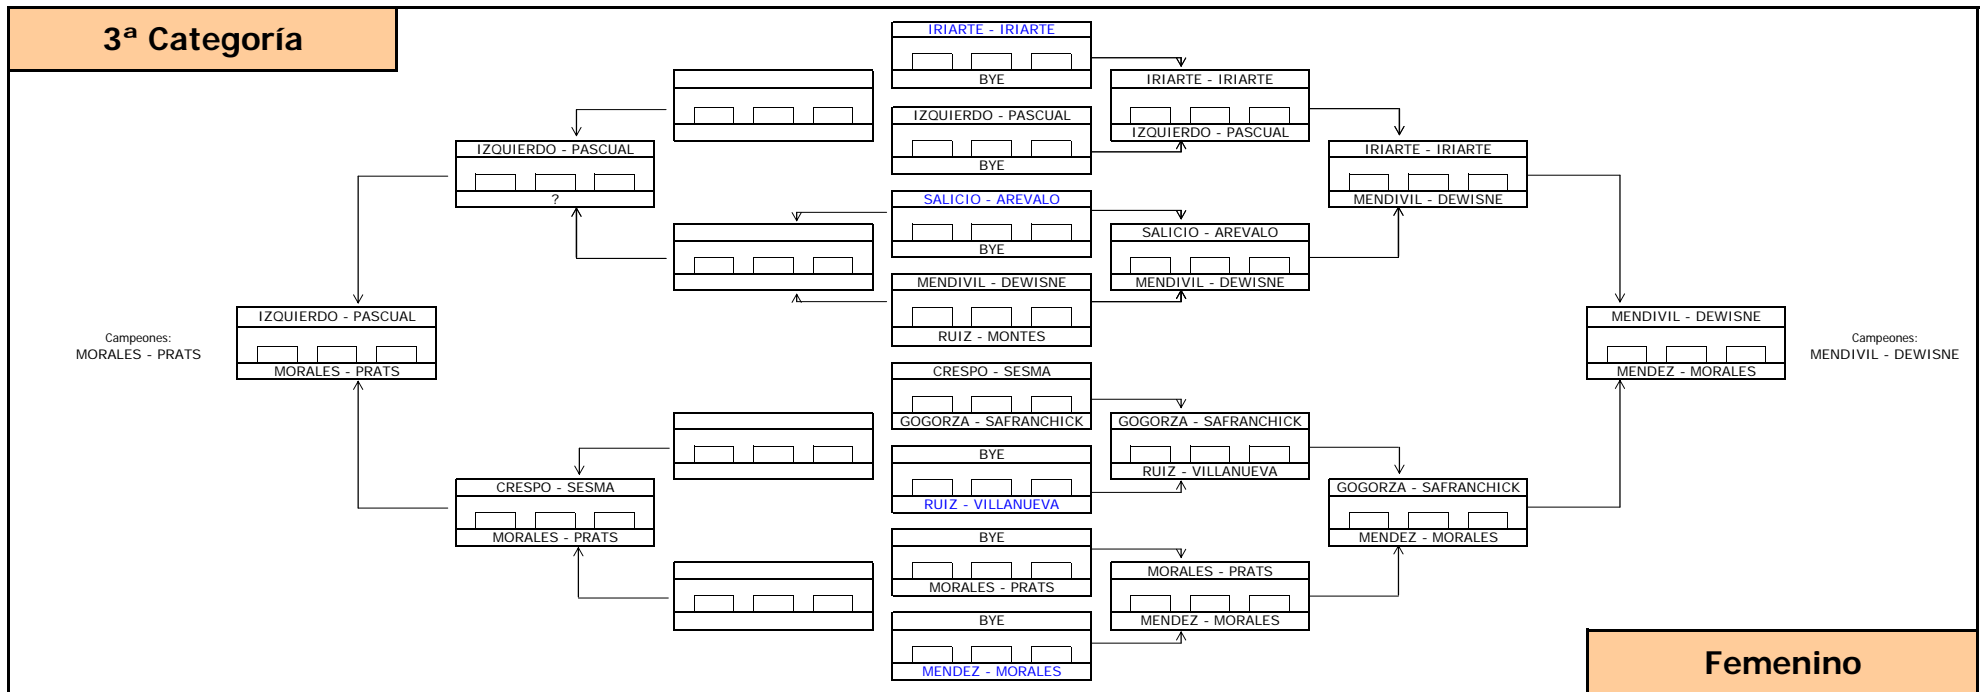 3ª Categoría
IRIARTE - IRIARTE
BYE
IZQUIERDO - PASCUAL
BYE
SALICIO - AREVALO
BYE
MENDIVIL - DEWISNE
RUIZ - MONTES
CRESPO - SESMA
GOGORZA - SAFRANCHICK
BYE
RUIZ - VILLANUEVA
BYE
MORALES - PRATS
BYE
MENDEZ - MORALES
IRIARTE - IRIARTE
IZQUIERDO - PASCUAL
SALICIO - AREVALO
MENDIVIL - DEWISNE
GOGORZA - SAFRANCHICK
RUIZ - VILLANUEVA
MORALES - PRATS
MENDEZ - MORALES
IRIARTE - IRIARTE
MENDIVIL - DEWISNE
GOGORZA - SAFRANCHICK
MENDEZ - MORALES
MENDIVIL - DEWISNE
MENDEZ - MORALES
Campeones:
MENDIVIL - DEWISNE
IZQUIERDO - PASCUAL
?
CRESPO - SESMA
MORALES - PRATS
IZQUIERDO - PASCUAL
MORALES - PRATS
Campeones:
MORALES - PRATS
Femenino